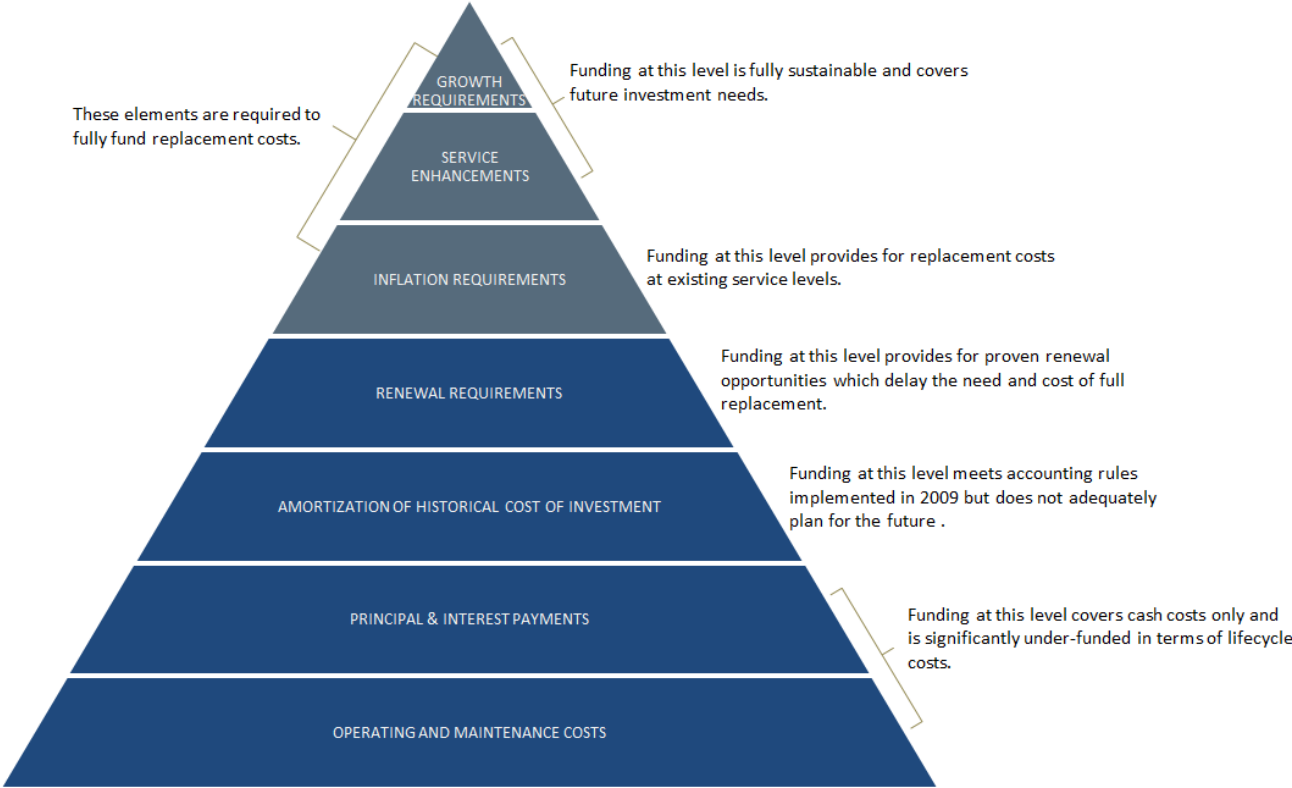 GROWTH
REQUIREMENTS
Funding at this level is fully sustainable and covers
future investment needs.
These elements are required to
fully fund replacement costs.
SERVICE
ENHANCEMENTS
INFLATION REQUIREMENTS
Funding at this level provides for replacement costs
at existing service levels.
RENEWAL REQUIREMENTS
Funding at this level provides for proven renewal
opportunities which delay the need and cost of full
replacement.
AMORTIZATION OF HISTORICAL COST OF INVESTMENT
Funding at this level meets accounting rules
implemented in 2009 but does not adequately
plan for the future .
PRINCIPAL & INTEREST PAYMENTS
Funding at this level covers cash costs only and
is significantly under-funded in terms of lifecycle
costs.
OPERATING AND MAINTENANCE COSTS